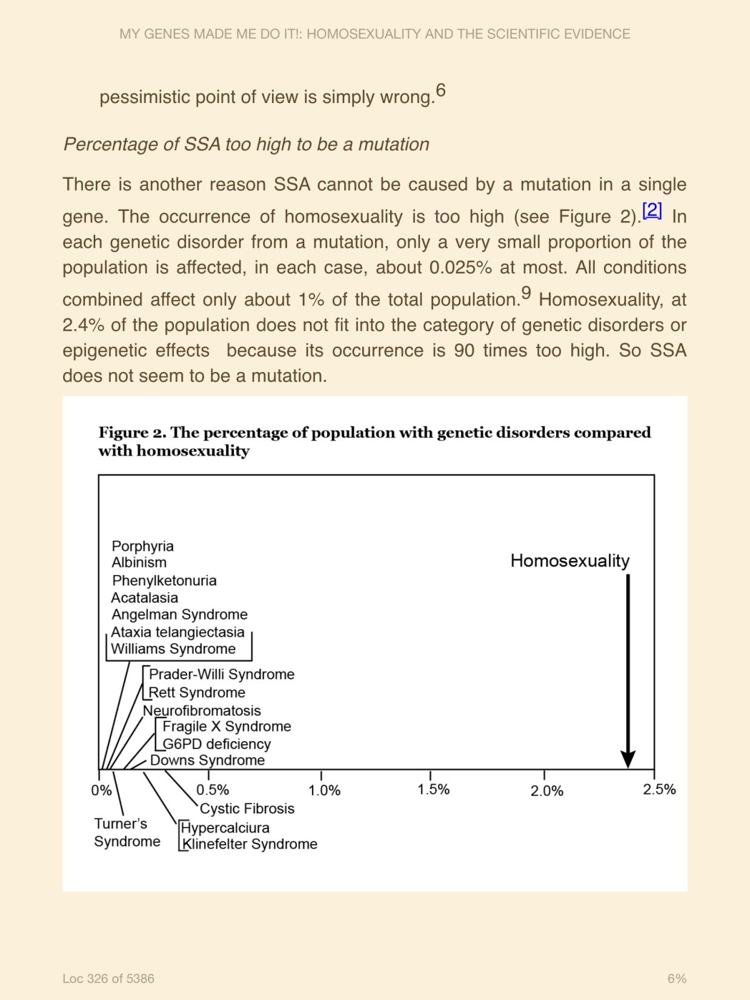 MY GENES MADE ME DO IT!: HOMOSEXUALITY AND THE SCIENTIFIC EVIDENCE
pessimistic point of view is simply wrong.6
Percentage of SSA too high to be a mutation
There is another reason SSA cannot be caused by a mutation in a single
gene. The occurrence of homosexuality is too high (see Figure 2).[2] In
each genetic disorder from a mutation, only a very small proportion of the
population is affected, in each case, about 0.025% at most. All conditions
combined affect only about 1% of the total population.9 Homosexuality, at
2.4% of the population does not fit into the category of genetic disorders or
epigenetic effects because its occurrence is 90 times too high. So SSA
does not seem to be a mutation.
Figure 2. The percentage of population with genetic disorders compared
with homosexuality
Porphyria
Albinism
Phenylketonuria
Acatalasia
Angelman Syndrome
Ataxia telangiectasia
Williams Syndrome
Homosexuality
Prader-Willi Syndrome
Rett Syndrome
Neurofibromatosis
Fragile X Syndrome
G6PD deficiency
Downs Syndrome
0% 0.5% 1.0% 1.5% 2.0% 2.5%
Cystic Fibrosis
Turner's
Syndrome
Hypercalciura
Klinefelter Syndrome
Loc 326 of 5386 6%